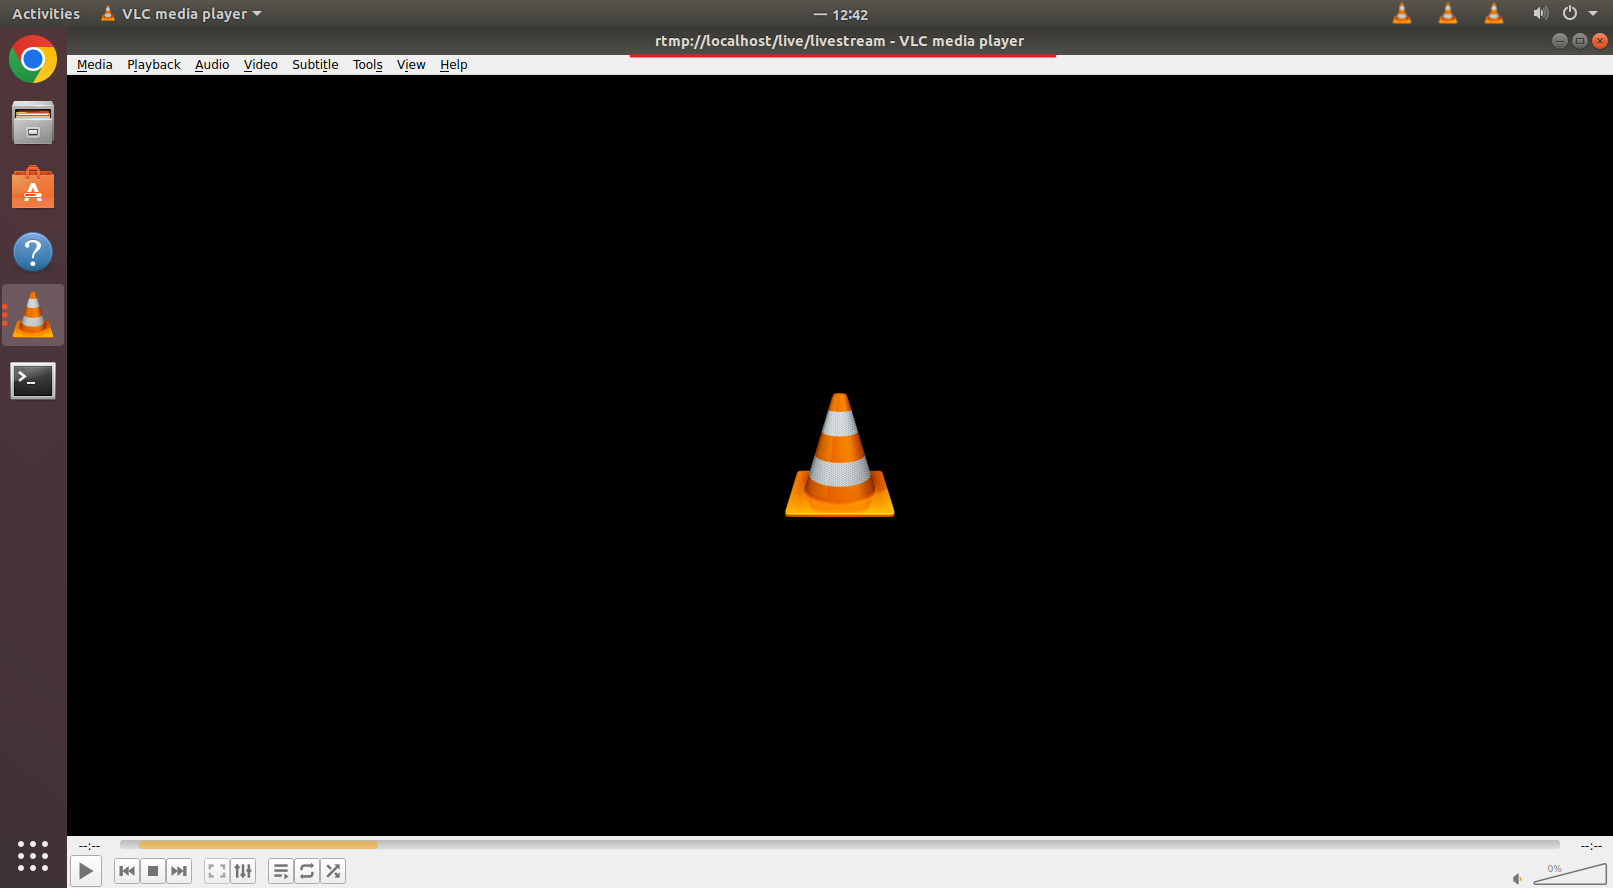 Activities VLC media player — 12:42
rtmp://localhost/live/livestream - VLC media player
Media Playback Audio Video Subtitle Tools View Help
--:-- --:--
0%